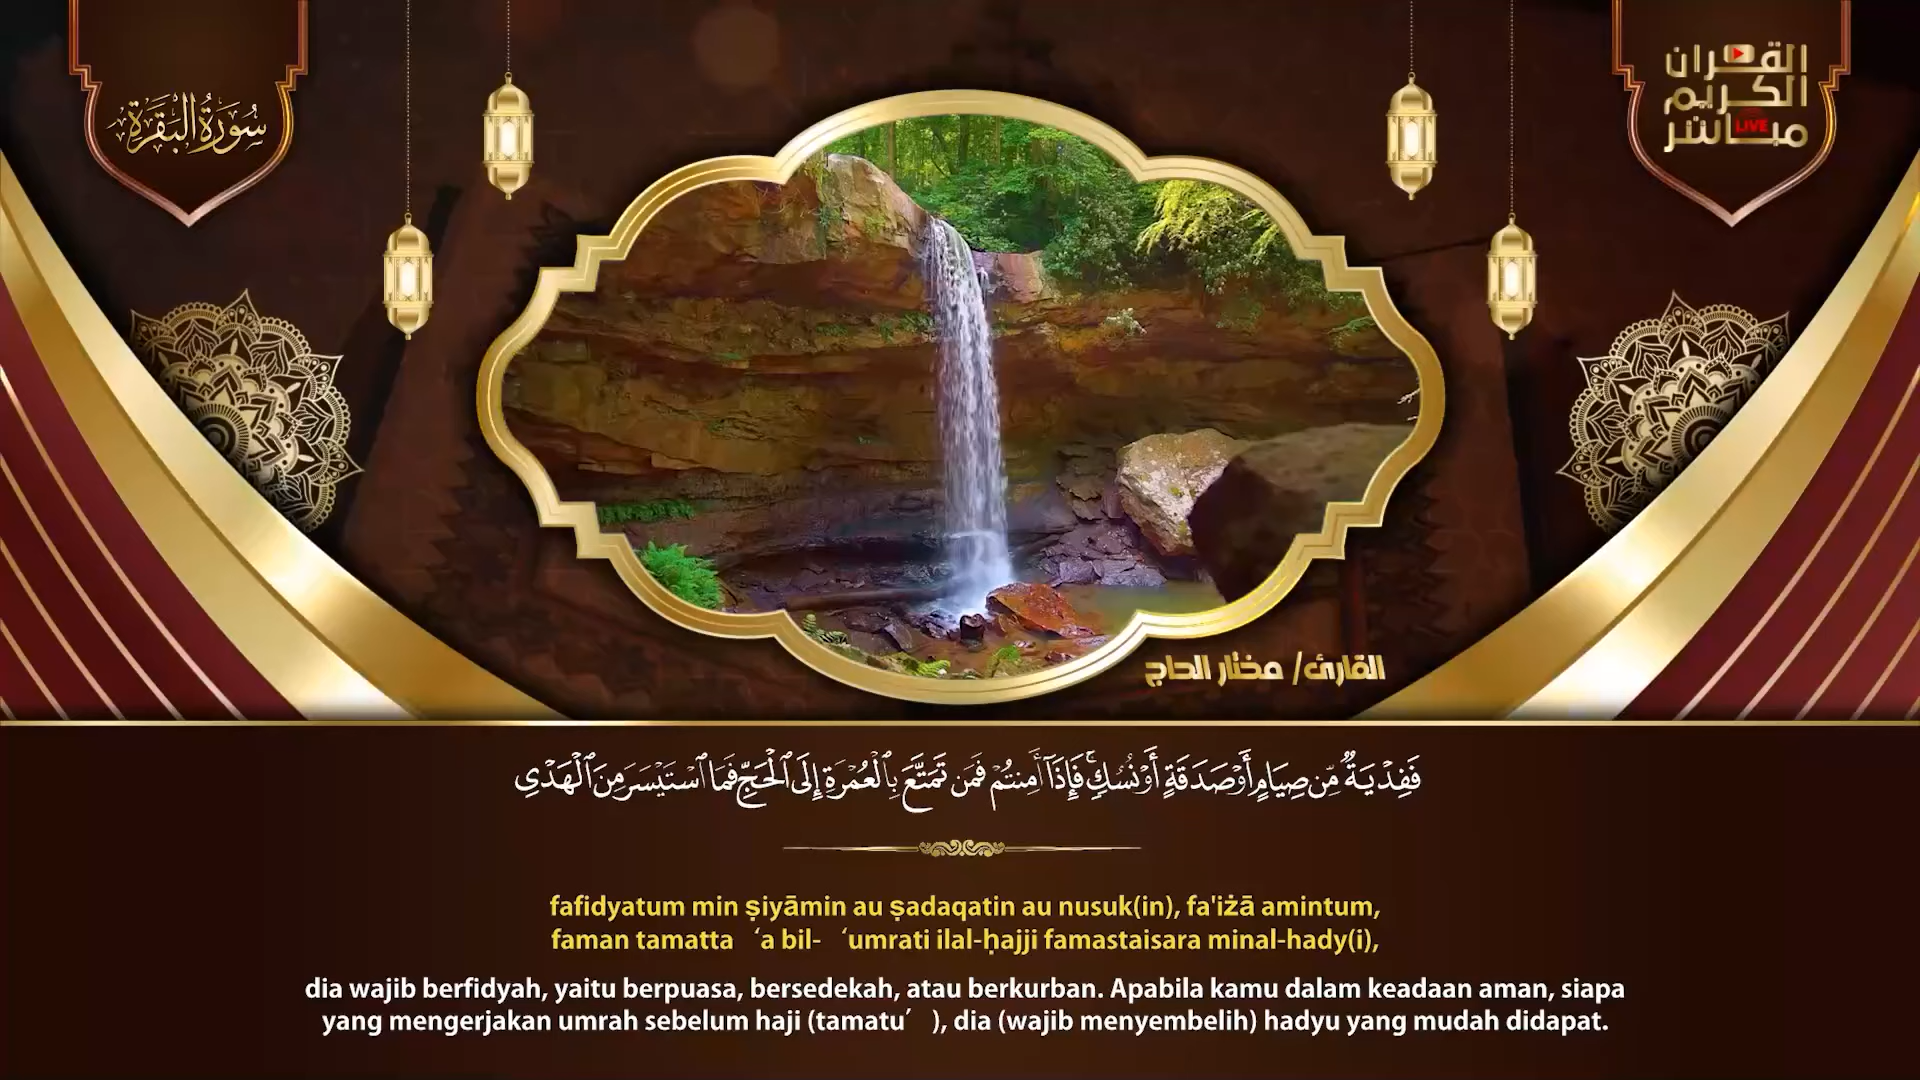 سُورَةُ البَقَرَةِ
القرآن
الكريم
مباشر
LIVE
القارئ/ مختار الحاج
فَفِدْيَةٌ مِّن صِيَامٍ أَوْ صَدَقَةٍ أَوْ نُسُكٍ ۚ فَإِذَآ أَمِنتُمْ فَمَن تَمَتَّعَ بِٱلْعُمْرَةِ إِلَى ٱلْحَجِّ فَمَا ٱسْتَيْسَرَ مِنَ ٱلْهَدْىِ
fafidyatum min ṣiyāmin au ṣadaqatin au nusuk(in), fa'iżā amintum,
faman tamatta ‘a bil- ‘umrati ilal-ḥajji famastaisara minal-hady(i),
dia wajib berfidyah, yaitu berpuasa, bersedekah, atau berkurban. Apabila kamu dalam keadaan aman, siapa
yang mengerjakan umrah sebelum haji (tamatu′ ), dia (wajib menyembelih) hadyu yang mudah didapat.